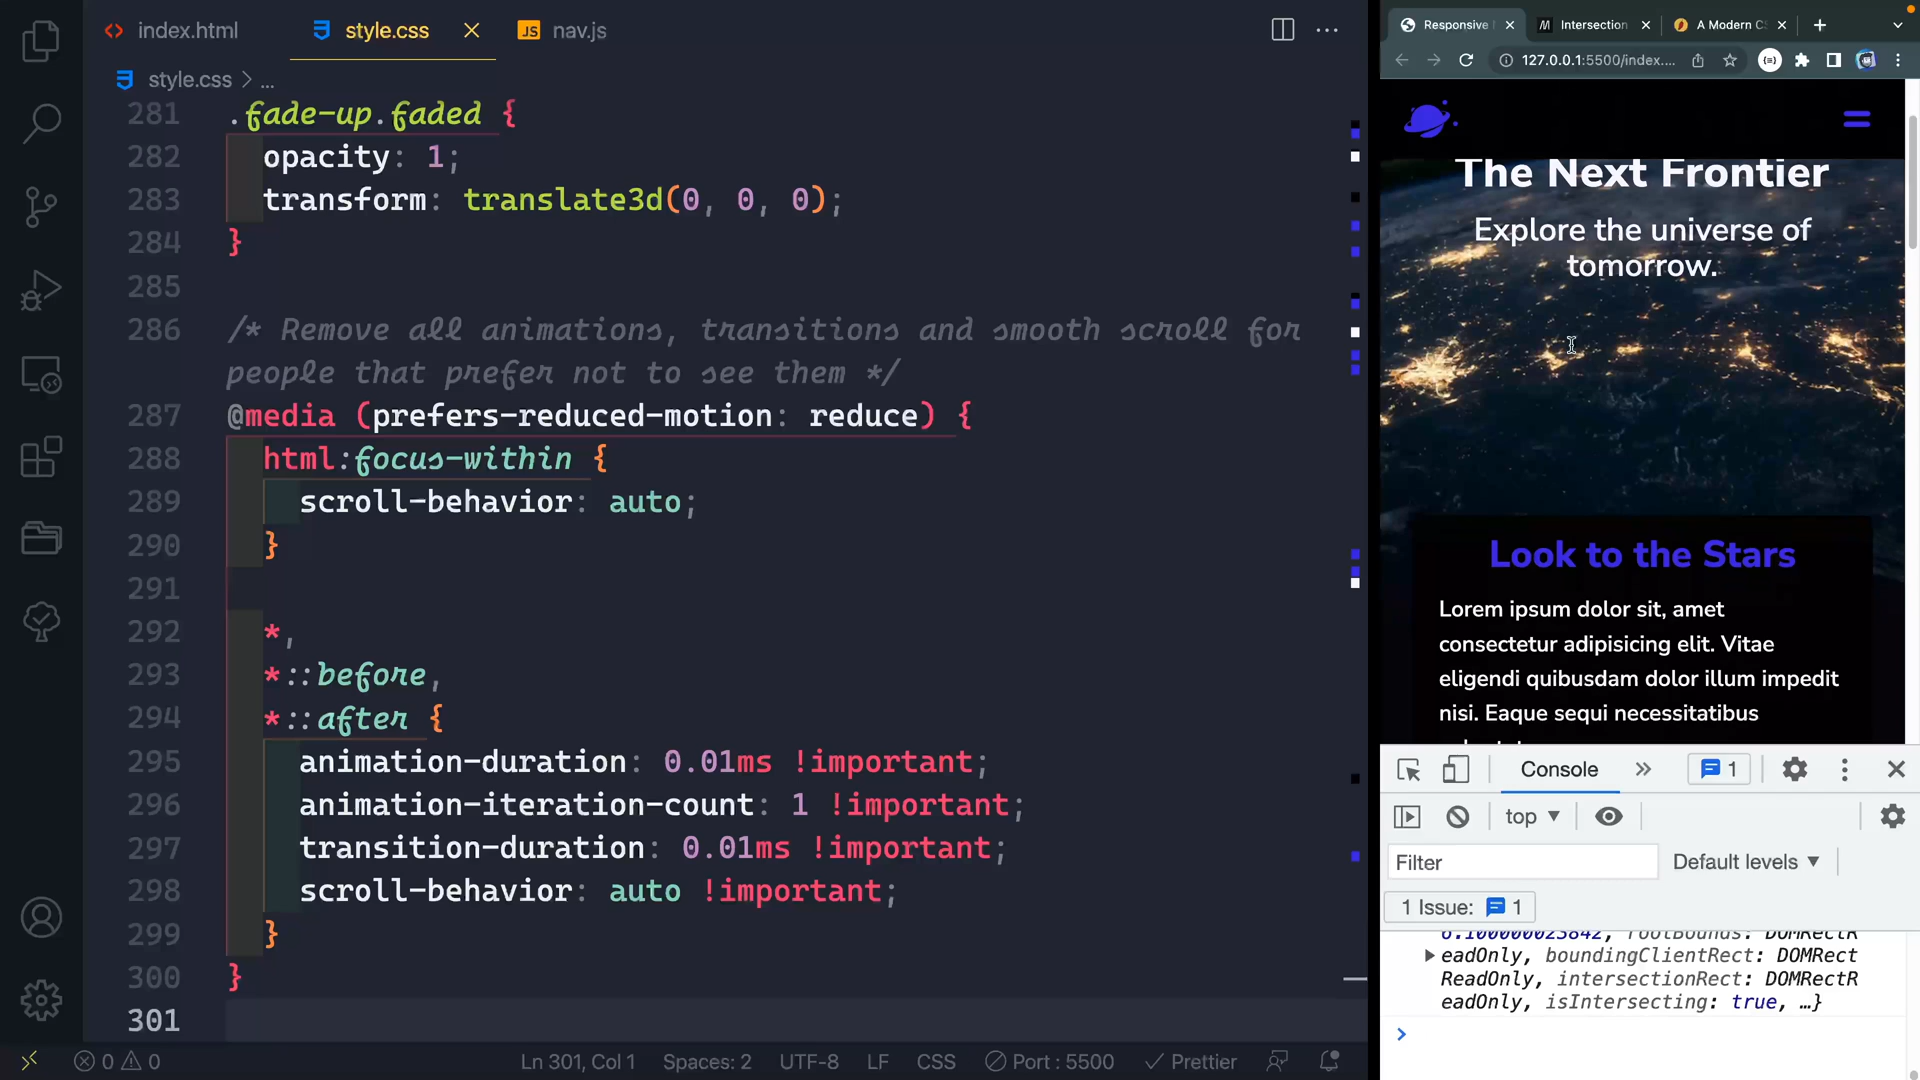 index.html
style.css
JS nav.js
style.css > ...
281 .fade-up.faded {
282 opacity: 1;
283 transform: translate3d(0, 0, 0);
284 }
285
286 /* Remove all animations, transitions and smooth scroll for
people that prefer not to see them */
287 @media (prefers-reduced-motion: reduce) {
288 html:focus-within {
289 scroll-behavior: auto;
290 }
291
292 *,
293 *::before,
294 *::after {
295 animation-duration: 0.01ms !important;
296 animation-iteration-count: 1 !important;
297 transition-duration: 0.01ms !important;
298 scroll-behavior: auto !important;
299 }
300 }
301
0 0 Ln 301, Col 1 Spaces: 2 UTF-8 LF CSS Port : 5500 Prettier
Responsive
Intersection
A Modern C
127.0.0.1:5500/index....
The Next Frontier
Explore the universe of
tomorrow.
Look to the Stars
Lorem ipsum dolor sit, amet
consectetur adipisicing elit. Vitae
eligendi quibusdam dolor illum impedit
nisi. Eaque sequi necessitatibus
Console 1
top
Filter Default levels
1 Issue: 1
eadOnly, boundingClientRect: DOMRect
ReadOnly, intersectionRect: DOMRectR
eadOnly, isIntersecting: true, …}